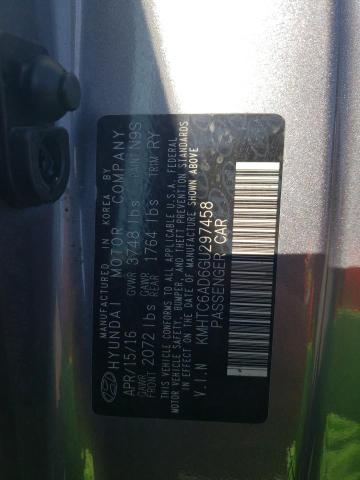 MANUFACTURED IN KOREA BY
HYUNDAI MOTOR COMPANY
APR/15/16 GVWR 3748 lbs PAINT N9S
GAWR FRONT 2072 lbs GAWR REAR 1764 lbs TRIM RY
THIS VEHICLE CONFORMS TO ALL APPLICABLE U.S.A. FEDERAL
MOTOR VEHICLE SAFETY, BUMPER, AND THEFT PREVENTION
STANDARDS IN EFFECT ON THE DATE OF MANUFACTURE SHOWN ABOVE.
V.I.N KMHTC6AD6GU297458
PASSENGER CAR